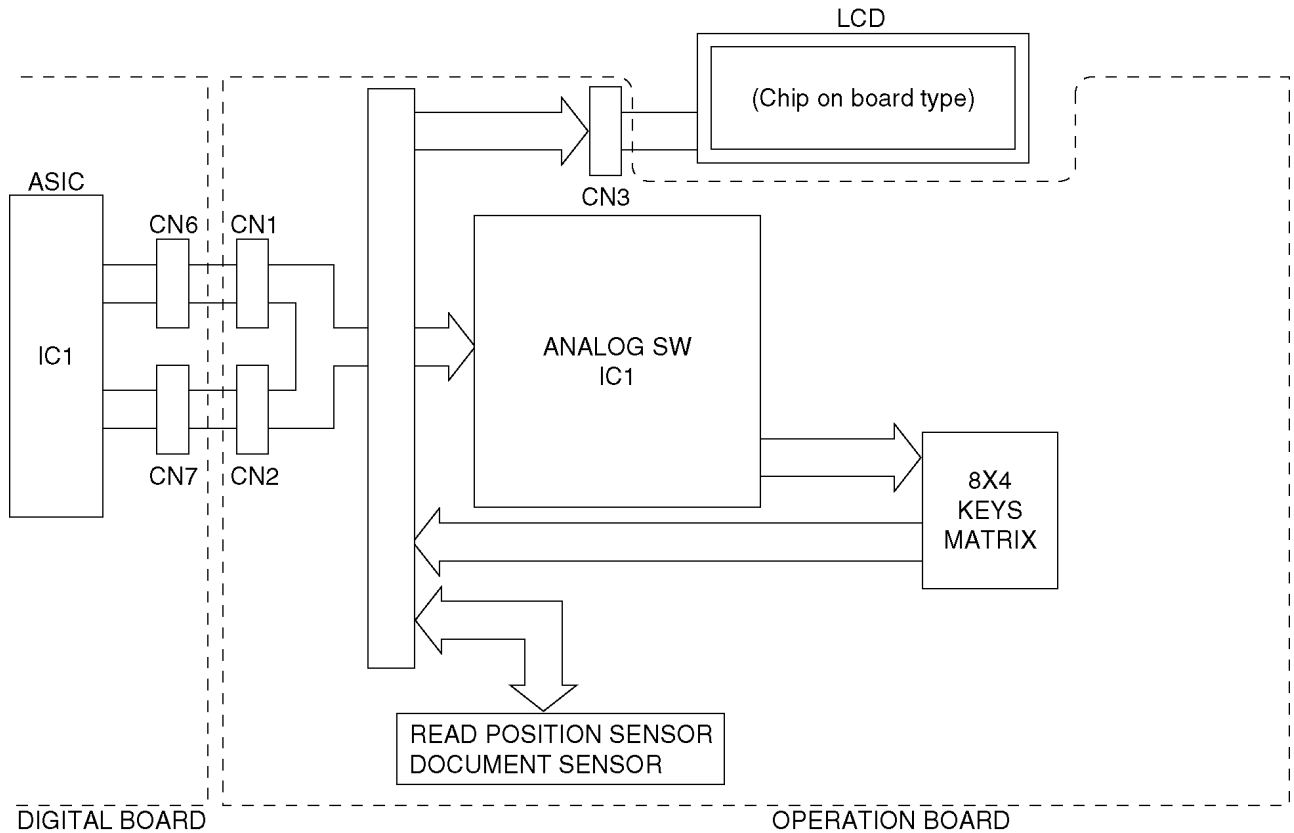 LCD
(Chip on board type)
ASIC
CN3
CN6
CN1
ANALOG SW
IC1
IC1
CN7
CN2
8X4
KEYS
MATRIX
READ POSITION SENSOR
DOCUMENT SENSOR
DIGITAL BOARD
OPERATION BOARD